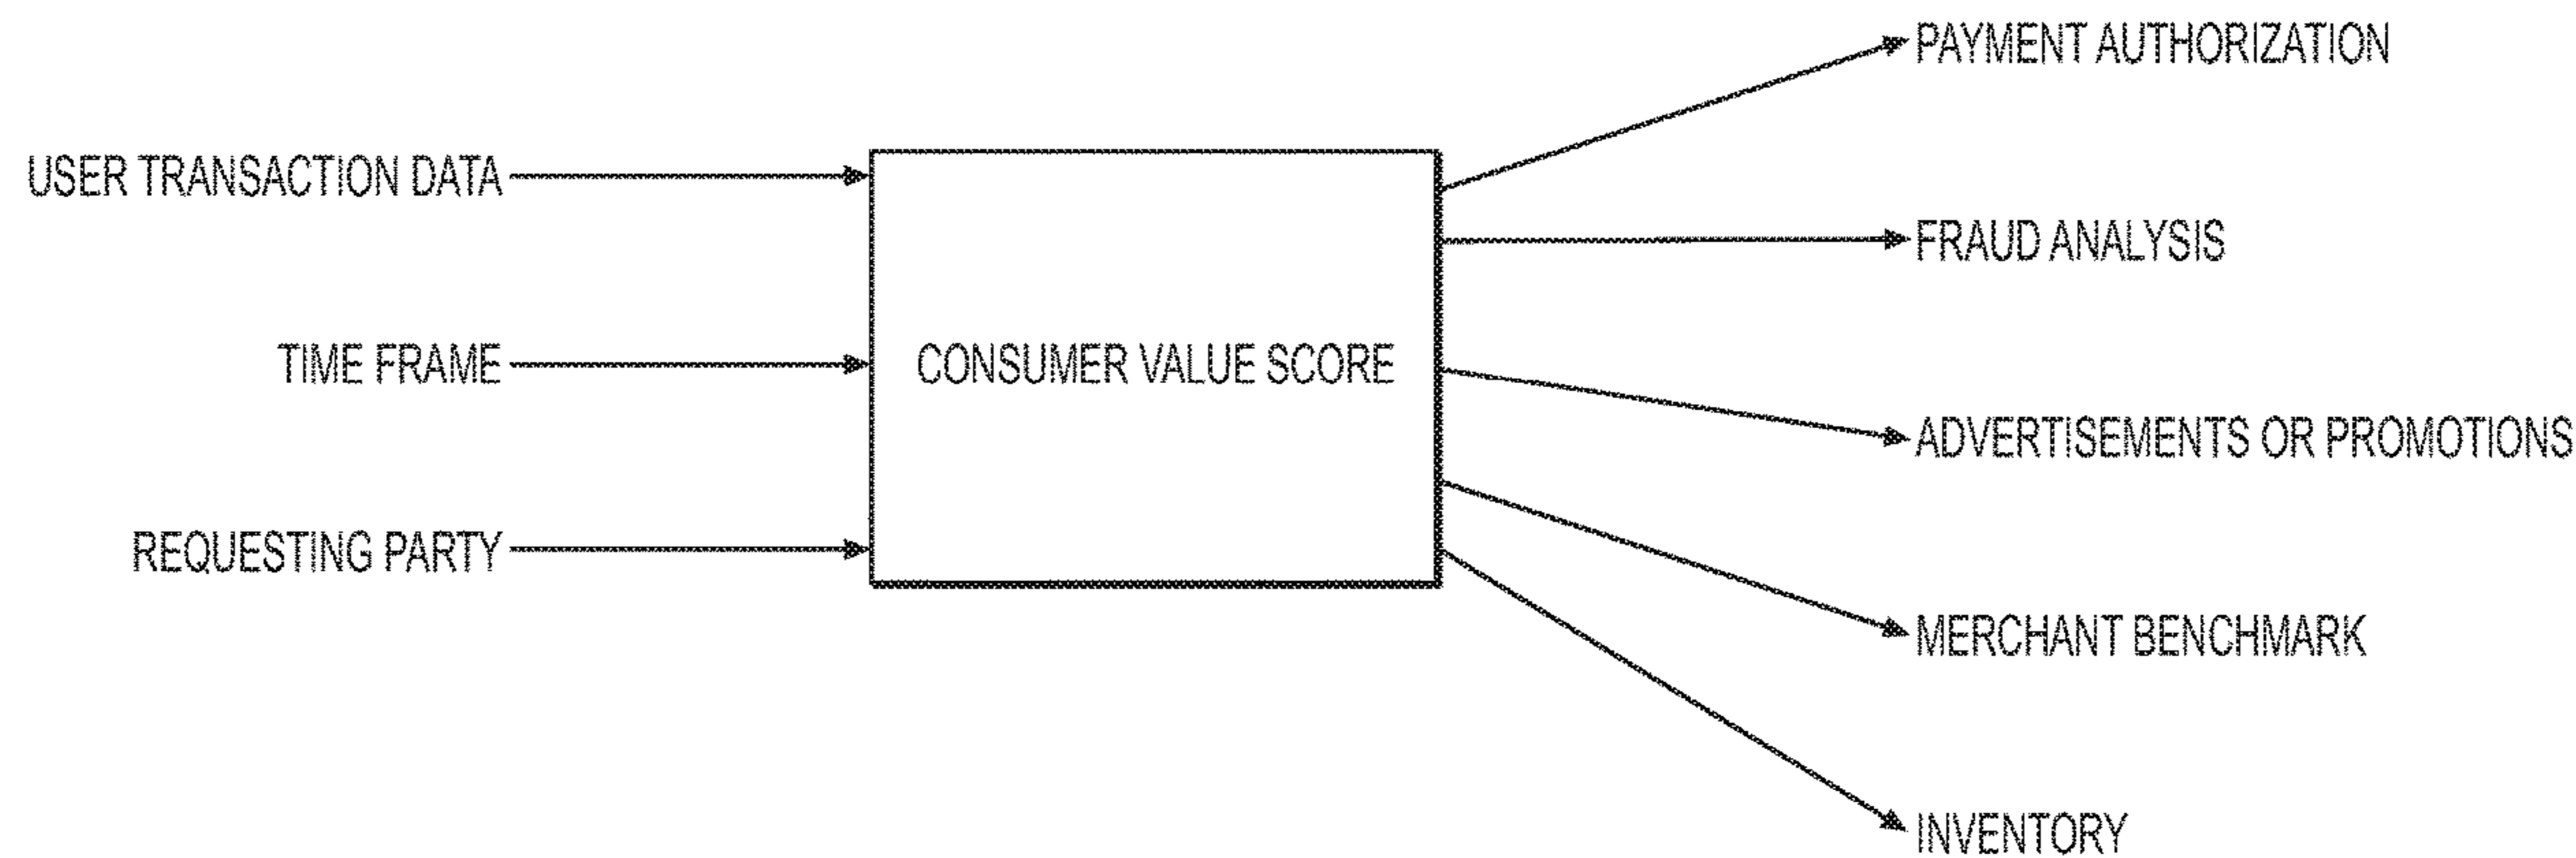 USER TRANSACTION DATA
TIME FRAME
REQUESTING PARTY
CONSUMER VALUE SCORE
PAYMENT AUTHORIZATION
FRAUD ANALYSIS
ADVERTISEMENTS OR PROMOTIONS
MERCHANT BENCHMARK
INVENTORY